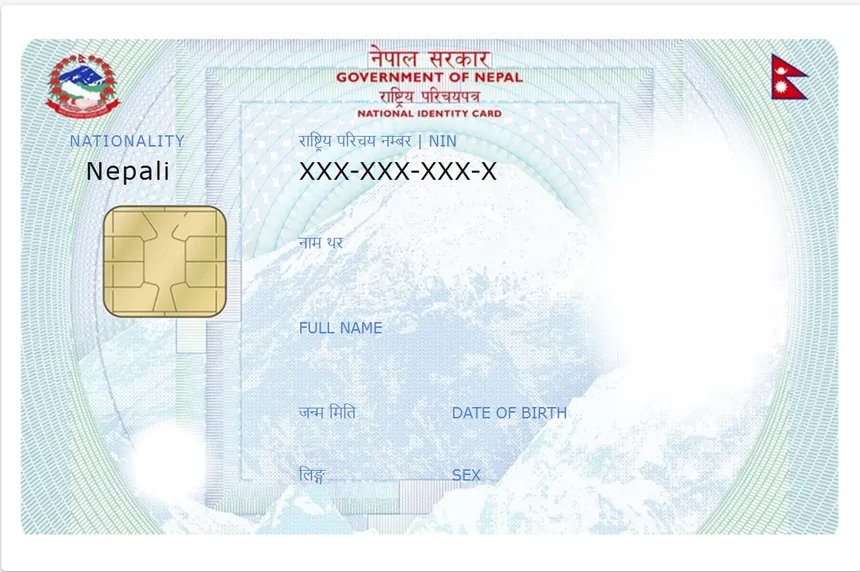 नेपाल सरकार
GOVERNMENT OF NEPAL
राष्ट्रिय परिचयपत्र
NATIONAL IDENTITY CARD
NATIONALITY
Nepali
राष्ट्रिय परिचय नम्बर | NIN
XXX-XXX-XXX-X
नाम थर
FULL NAME
जन्म मिति DATE OF BIRTH
लिङ्ग SEX